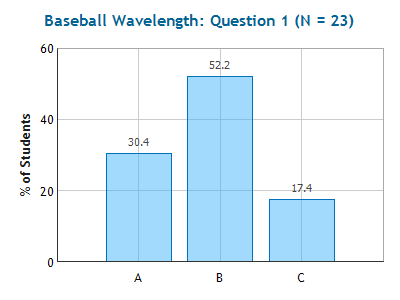 Baseball Wavelength: Question 1 (N = 23)
% of Students
60
40
20
0
30.4
52.2
17.4
A
B
C